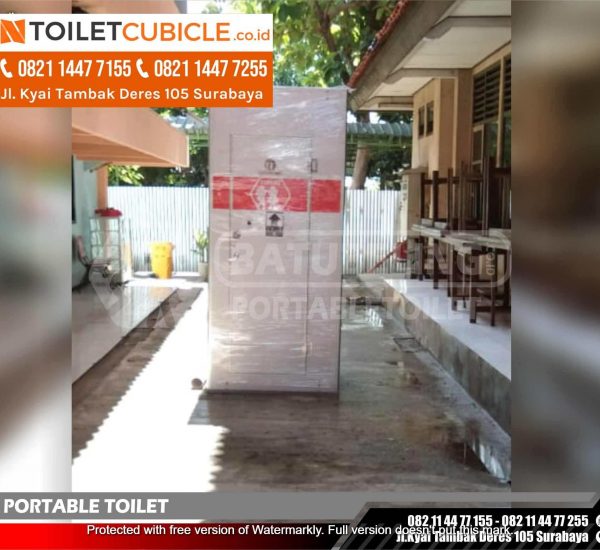 TOILETCUBICLE.co.id
0821 1447 7155 0821 1447 7255
Jl. Kyai Tambak Deres 105 Surabaya
PORTABLE TOILET
PORTABLE TOILET
082 11 44 77 155 - 082 11 44 77 255
Jl.Kyai Tambak Deres 105 Surabaya
Protected with free version of Watermarkly. Full version doesn't put this mark.